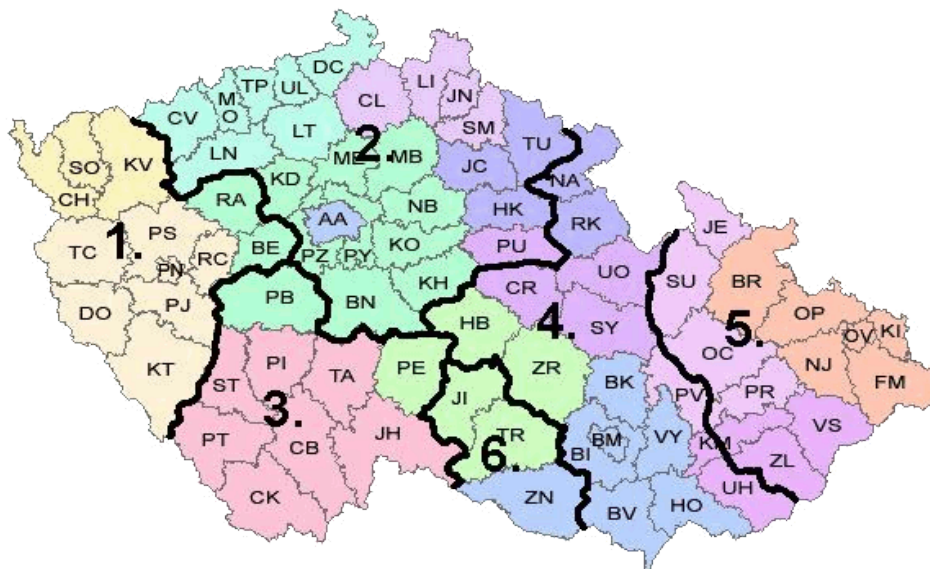 DC
TP
UL
LI
JN
CL
CV
M
O
LT
SM
2.
TU
LN
ME
MB
JC
SO
KV
KD
NA
CH
RA
NB
HK
RK
AA
1.
PS
TC
RC
BE
PZ
PY
KO
PU
JE
UO
PN
SU
BR
PB
BN
KH
CR
DO
PJ
HB
4.
SY
5.
OP
OV
KI
KT
PI
TA
PE
ZR
OC
NJ
FM
ST
BK
JI
PV
PR
3.
PT
CB
JH
TR
6.
BM
BI
VY
KM
VS
ZL
CK
ZN
BV
HO
UH